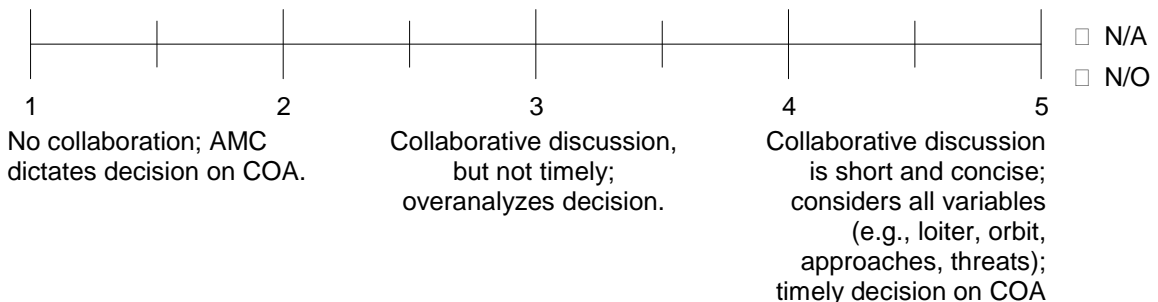 N/A
N/O
1 2 3 4 5
No collaboration; AMC
dictates decision on COA.
Collaborative discussion,
but not timely;
overanalyzes decision.
Collaborative discussion
is short and concise;
considers all variables
(e.g., loiter, orbit,
approaches, threats);
timely decision on COA